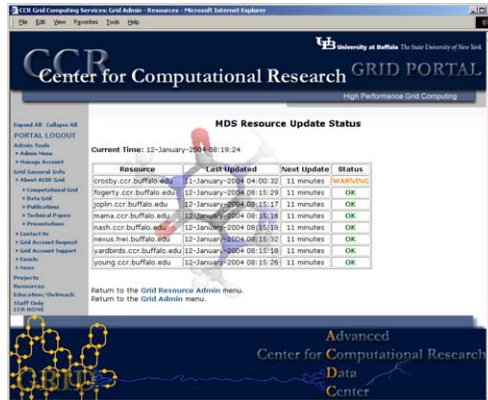 CCR Grid Computing Services: Grid Admin - Resources - Microsoft Internet Explorer
File Edit View Favorites Tools Help
University at Buffalo The State University of New York
CCR
Center for Computational Research GRID PORTAL
High Performance Grid Computing
Expand All Collapse All
PORTAL LOGOUT
Admin Tools
» Admin Home
» Manage Account
Grid General Info
» About ACDC Grid
» Computational Grid
» Data Grid
» Publications
» Technical Papers
» Presentations
» Contact Us
» Grid Account Request
» Grid Account Support
» Events
» News
Projects
Resources
Education/Outreach
Staff Only
CCR HOME
MDS Resource Update Status
Current Time: 12-January-2004 08:19:24
Resource Last Updated Next Update Status
crosby.ccr.buffalo.edu 11-January-2004 04:00:32 11 minutes WARNING
fogerty.ccr.buffalo.edu 12-January-2004 08:15:29 11 minutes OK
joplin.ccr.buffalo.edu 12-January-2004 08:15:17 11 minutes OK
mama.ccr.buffalo.edu 12-January-2004 08:15:16 11 minutes OK
nash.ccr.buffalo.edu 12-January-2004 08:15:18 11 minutes OK
nexus.hwi.buffalo.edu 12-January-2004 08:15:32 11 minutes OK
yardbirds.ccr.buffalo.edu 12-January-2004 08:15:18 11 minutes OK
young.ccr.buffalo.edu 12-January-2004 08:15:26 11 minutes OK
Return to the Grid Resource Admin menu.
Return to the Grid Admin menu.
GRID
Advanced
Center for Computational Research
Data
Center